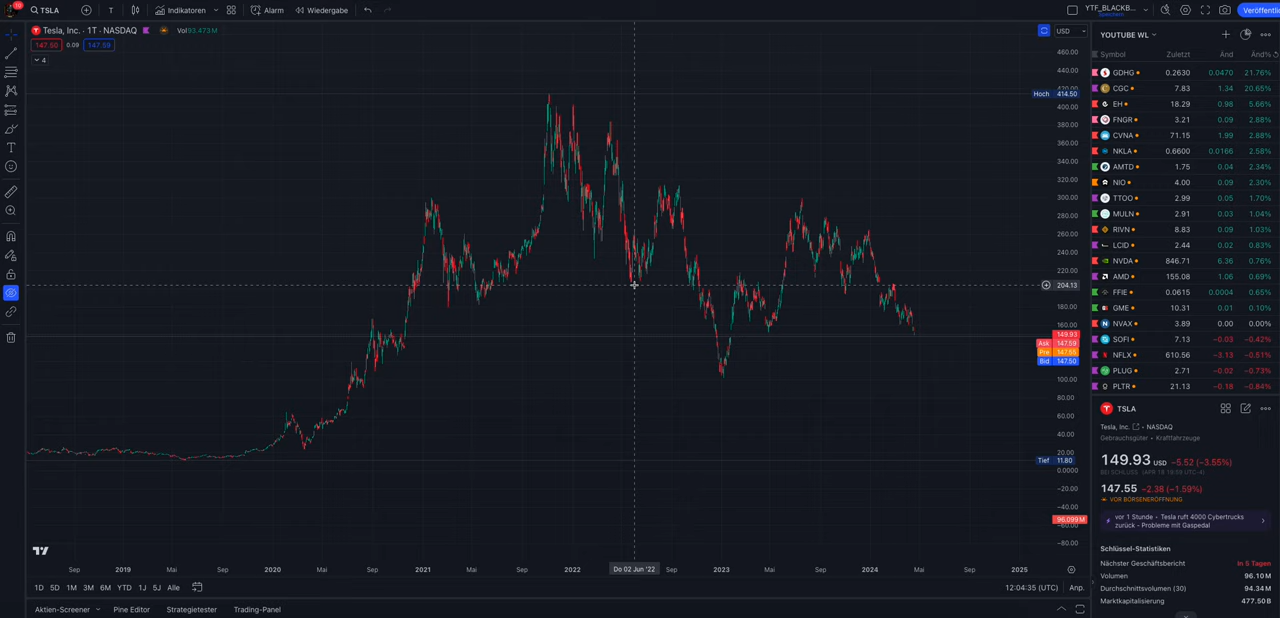 10
TSLA
T
Indikatoren
Alarm
Wiedergabe
YTF_BLACKB...
Speichern
Veröffentli
Tesla, Inc. · 1T · NASDAQ
Vol 93.473 M
147.50 0.09 147.59
4
USD
460.00
440.00
420.00
Hoch 414.50
400.00
380.00
360.00
340.00
320.00
300.00
280.00
260.00
240.00
220.00
204.13
180.00
160.00
149.93
Ask 147.59
Pre 147.55
Bid 147.50
100.00
80.00
60.00
40.00
20.00
Tief 11.80
0.0000
−20.00
−40.00
96.099 M
−60.00
−80.00
Sep 2019 Mai Sep 2020 Mai Sep 2021 Mai Sep 2022 Do 02 Jun '22 Sep 2023 Mai Sep 2024 Mai Sep 2025
1D 5D 1M 3M 6M YTD 1J 5J Alle
12:04:35 (UTC) Anp.
Aktien-Screener Pine Editor Strategietester Trading-Panel
YOUTUBE WL
Symbol Zuletzt Änd Änd%
GDHG 0.2630 0.0470 21.76%
CGC 7.83 1.34 20.65%
EH 18.29 0.98 5.66%
FNGR 3.21 0.09 2.88%
CVNA 71.15 1.99 2.88%
NKLA 0.6600 0.0166 2.58%
AMTD 1.75 0.04 2.34%
NIO 4.00 0.09 2.30%
TTOO 2.99 0.05 1.70%
MULN 2.91 0.03 1.04%
RIVN 8.83 0.09 1.03%
LCID 2.44 0.02 0.83%
NVDA 846.71 6.36 0.76%
AMD 155.08 1.06 0.69%
FFIE 0.0615 0.0004 0.65%
GME 10.31 0.01 0.10%
NVAX 3.89 0.00 0.00%
SOFI 7.13 −0.03 −0.42%
NFLX 610.56 −3.13 −0.51%
PLUG 2.71 −0.02 −0.73%
PLTR 21.13 −0.18 −0.84%
TSLA
Tesla, Inc. · NASDAQ
Gebrauchsgüter · Kraftfahrzeuge
149.93 USD −5.52 (−3.55%)
BEI SCHLUSS (APR 18 19:59 UTC-4)
147.55 −2.38 (−1.59%)
VOR BÖRSENERÖFFNUNG
vor 1 Stunde · Tesla ruft 4000 Cybertrucks
zurück - Probleme mit Gaspedal
Schlüssel-Statistiken
Nächster Geschäftsbericht In 5 Tagen
Volumen 96.10 M
Durchschnittsvolumen (30) 94.34 M
Marktkapitalisierung 477.50 B